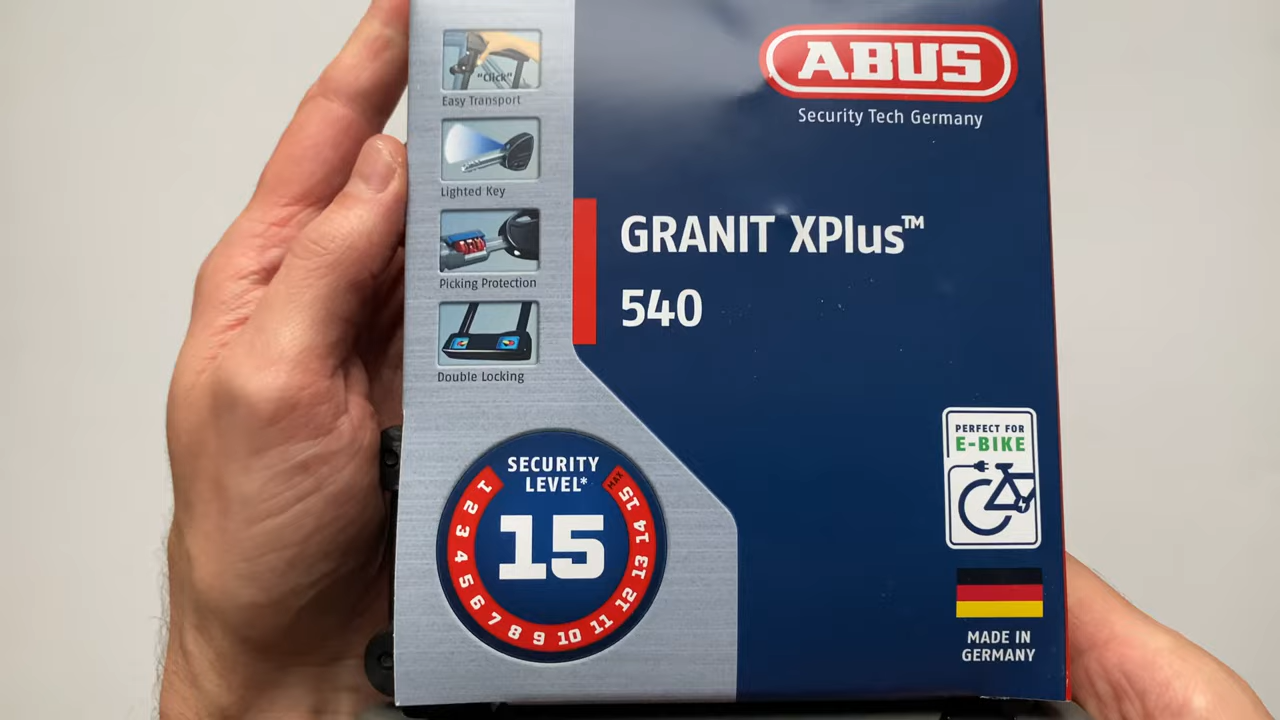 "Click"
Easy Transport
Lighted Key
Picking Protection
Double Locking
ABUS
Security Tech Germany
GRANIT XPlus™
540
SECURITY
LEVEL*
15
1 2 3 4 5 6 7 8 9 10 11 12 13 14 15 MAX
PERFECT FOR
E-BIKE
MADE IN
GERMANY